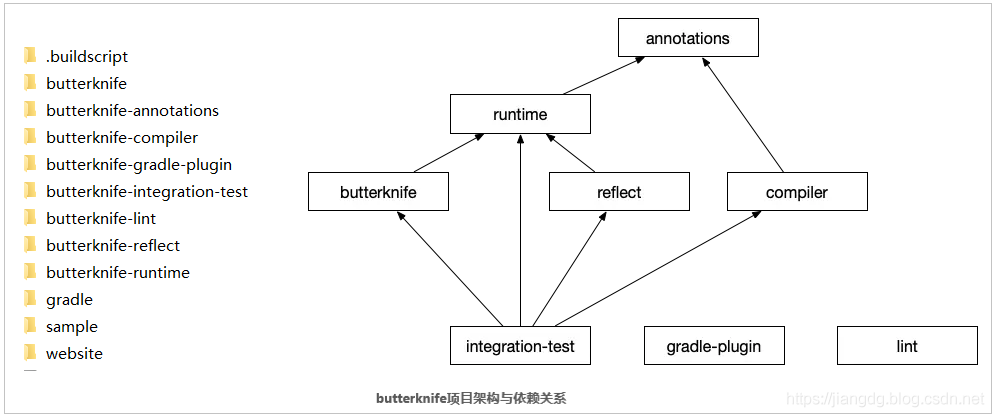 .buildscript
butterknife
butterknife-annotations
butterknife-compiler
butterknife-gradle-plugin
butterknife-integration-test
butterknife-lint
butterknife-reflect
butterknife-runtime
gradle
sample
website
annotations
runtime
butterknife
reflect
compiler
integration-test
gradle-plugin
lint
butterknife项目架构与依赖关系
https://jiangdg.blog.csdn.net